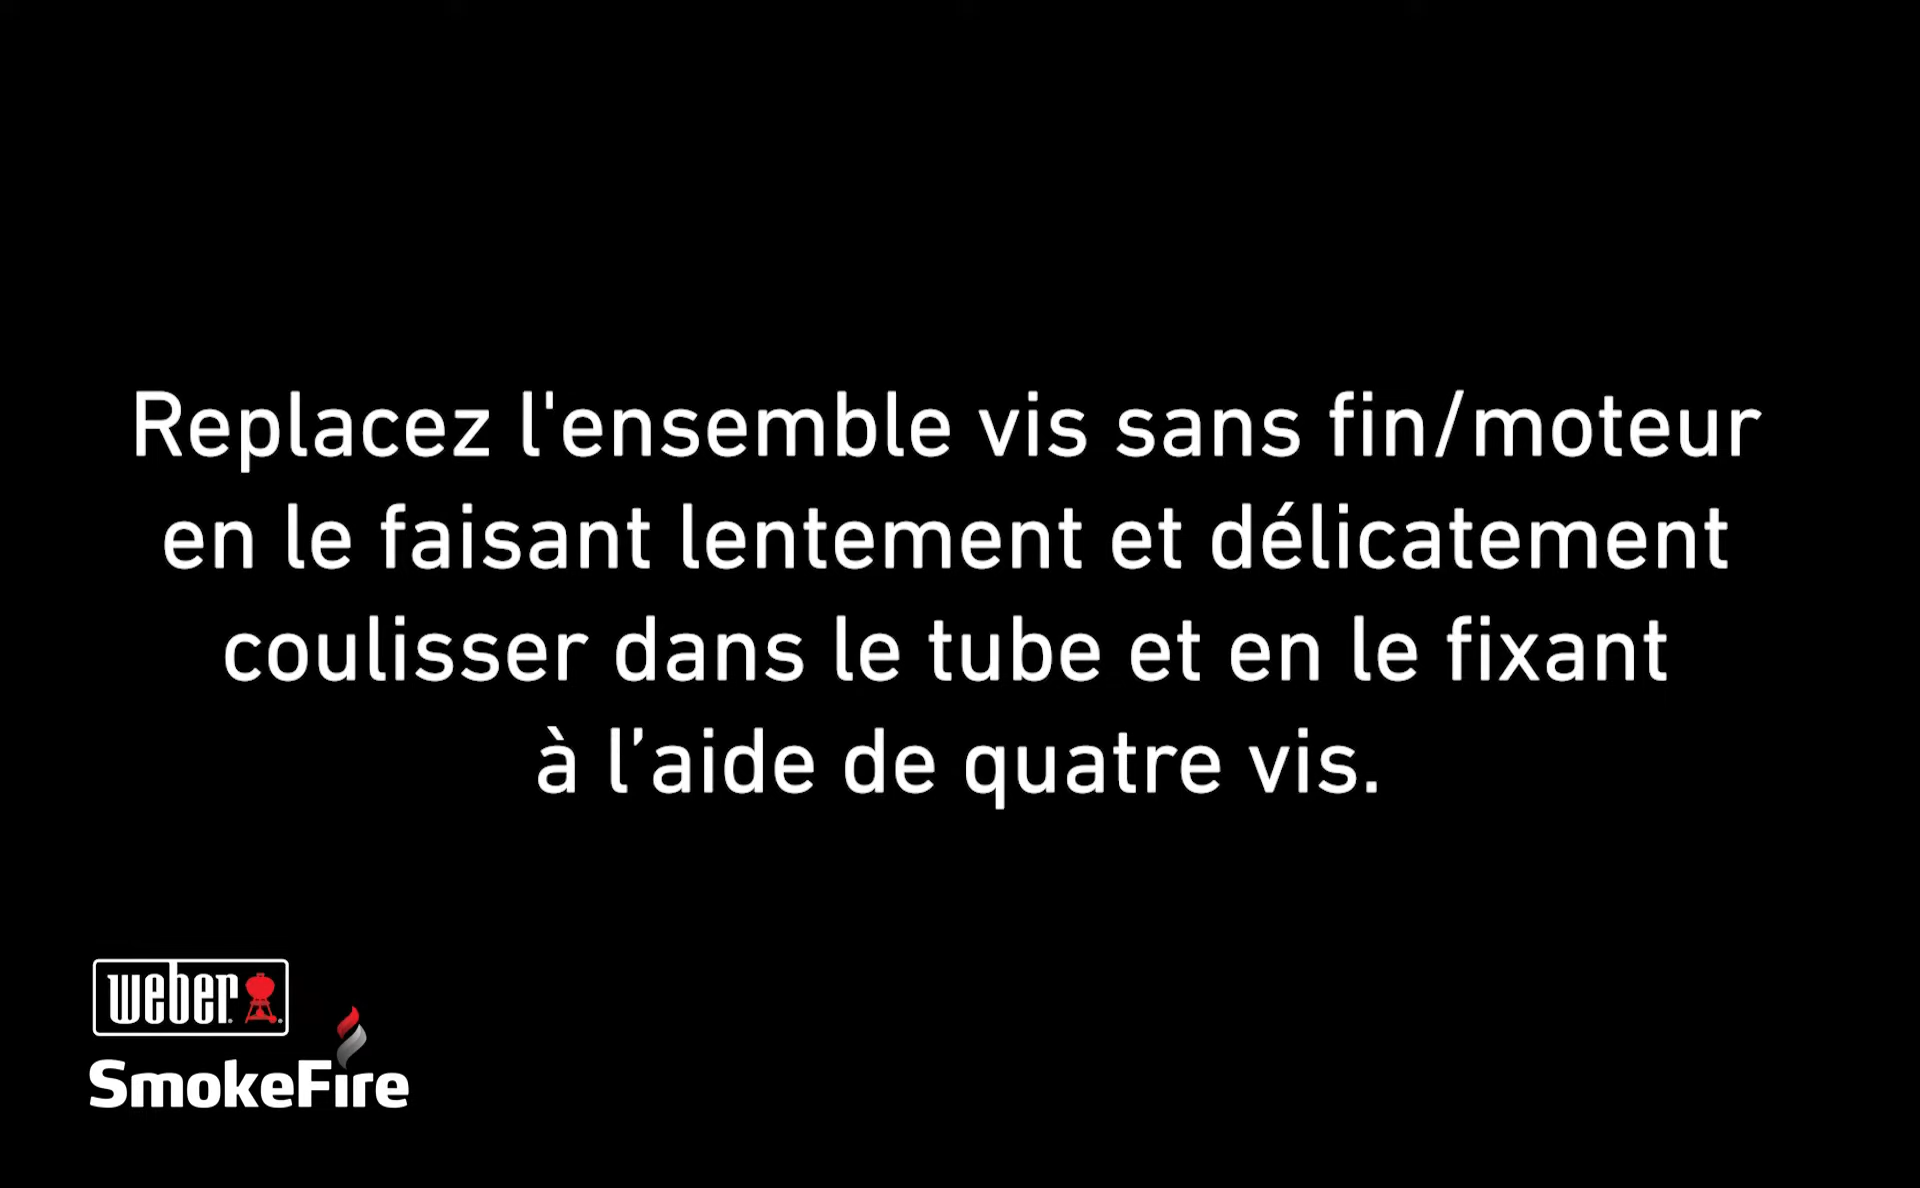 Replacez l'ensemble vis sans fin/moteur
en le faisant lentement et délicatement
coulisser dans le tube et en le fixant
à l’aide de quatre vis.
weber
SmokeFire